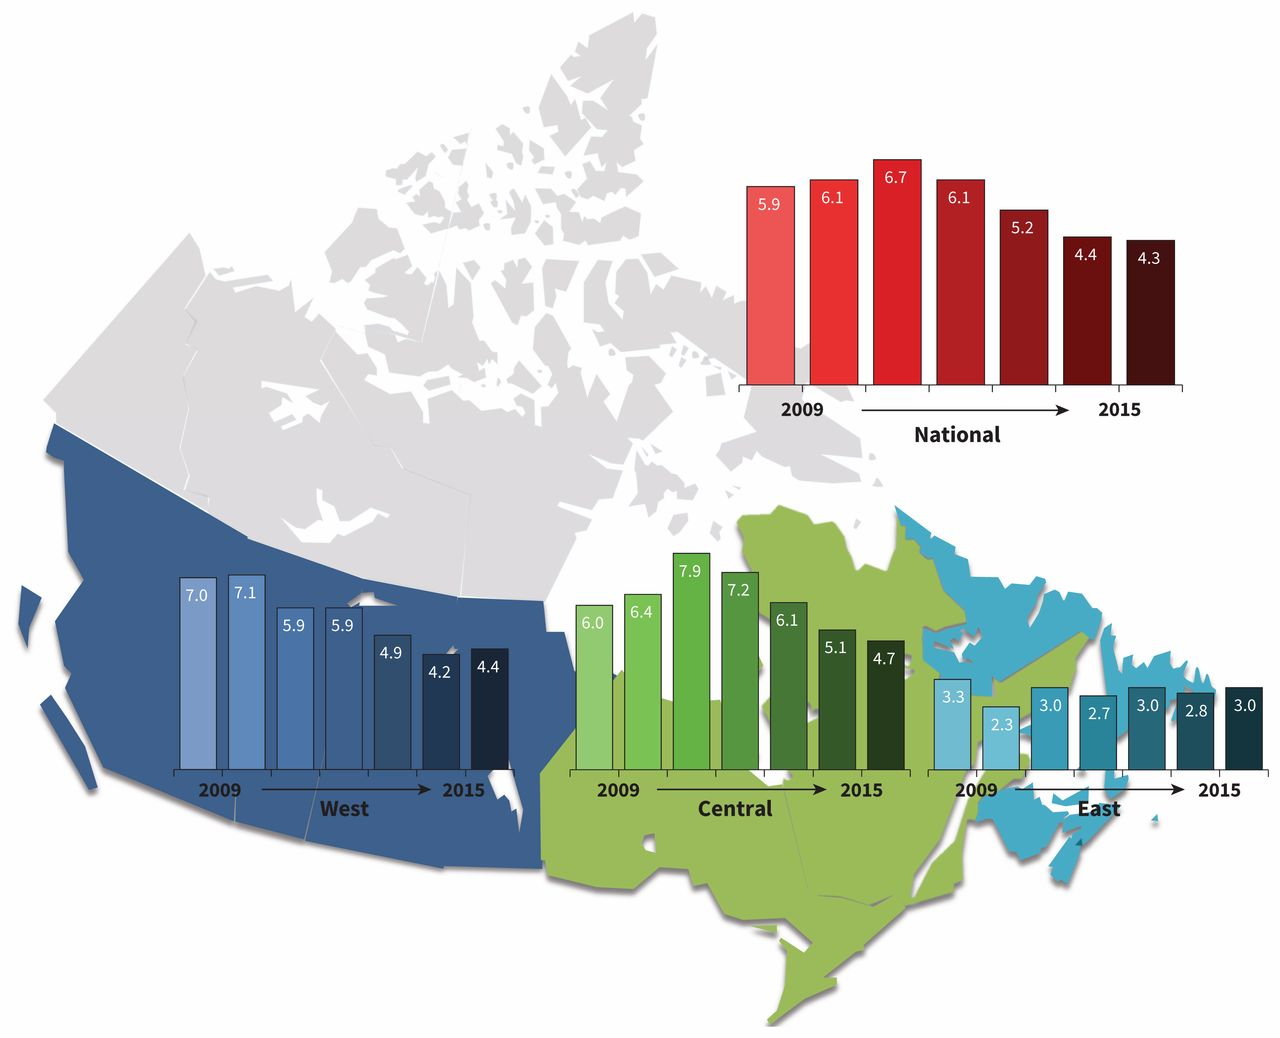 5.9 6.1 6.7 6.1 5.2 4.4 4.3
2009 2015
National
7.0 7.1 5.9 5.9 4.9 4.2 4.4
2009 2015
West
6.0 6.4 7.9 7.2 6.1 5.1 4.7
2009 2015
Central
3.3 2.3 3.0 2.7 3.0 2.8 3.0
2009 2015
East